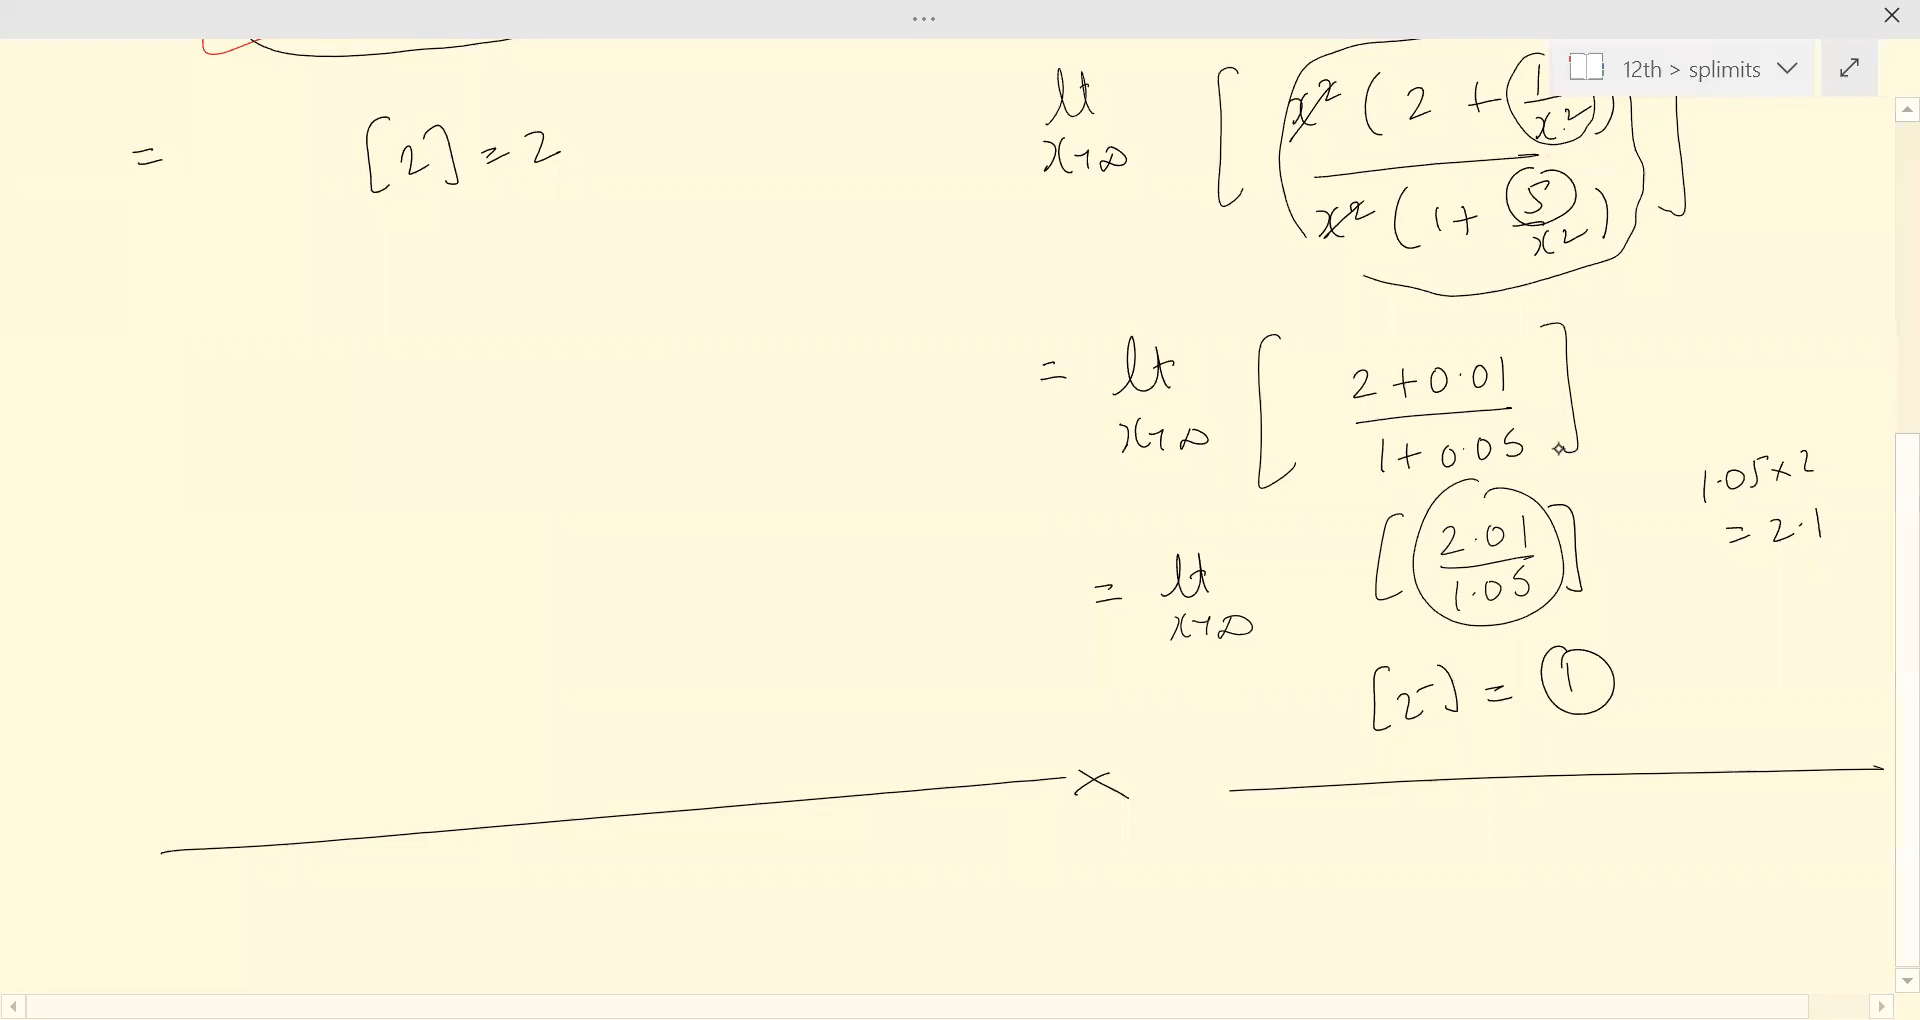 12th > splimits
= [2] = 2
lt x→∞ [ x² ( 2 + 1/x² ) / x² ( 1 + 5/x² ) ]
= lt x→∞ [ 2 + 0.01 / 1 + 0.05 ]
1.05 × 2
= 2.1
= lt x→∞ [ 2.01 / 1.05 ]
[2⁻] = 1
×